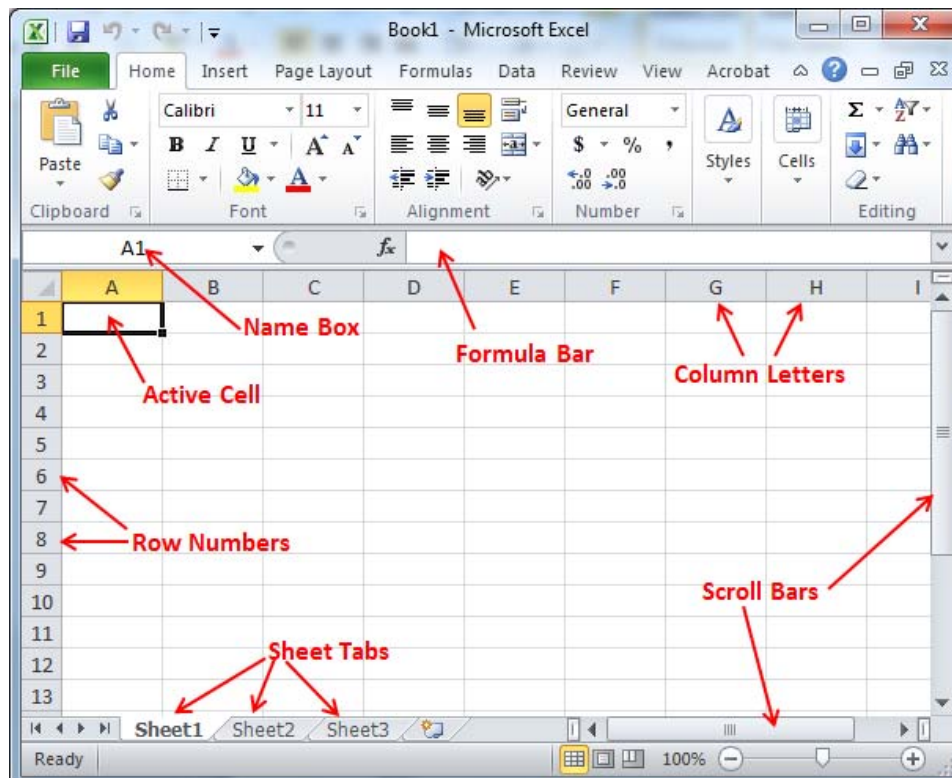 Book1 - Microsoft Excel
File Home Insert Page Layout Formulas Data Review View Acrobat
Calibri 11 General
B I U A A $ % ,
Paste A .00 .0 Styles Cells
Clipboard Font Alignment Number Editing
A1 fx
A B C D E F G H I
1
Name Box
2 Formula Bar
3 Active Cell Column Letters
4
5
6
7
8 Row Numbers
9
10 Scroll Bars
11
12 Sheet Tabs
13
Sheet1 Sheet2 Sheet3
Ready 100%